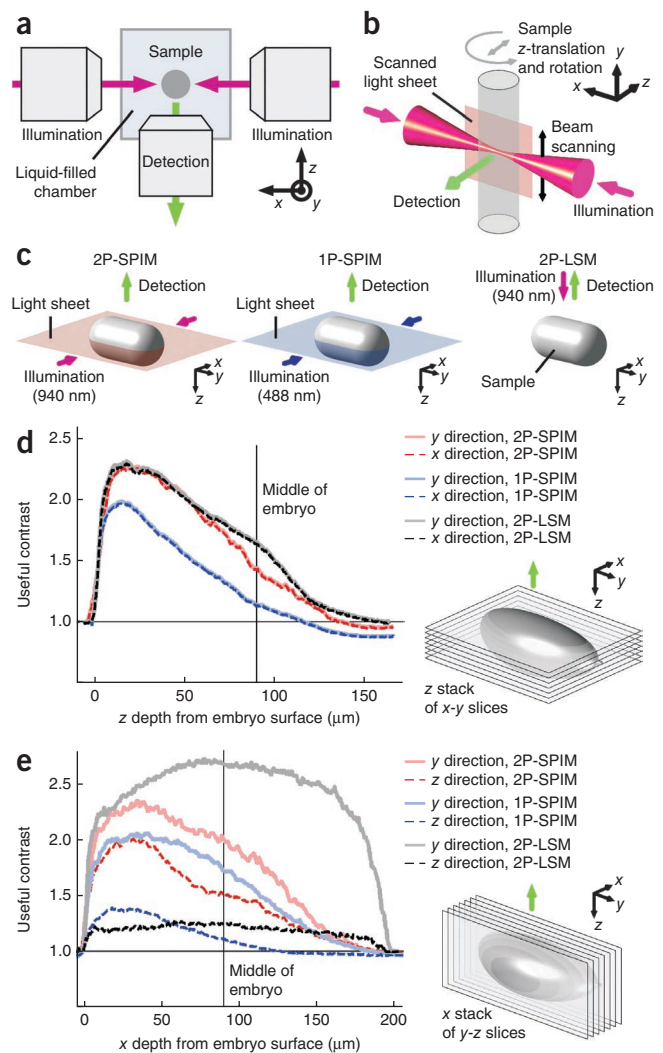 a
Sample
Illumination
Illumination
Detection
Liquid-filled
chamber
z
x
y
b
Sample
z-translation
and rotation
Scanned
light sheet
y
x
z
Beam
scanning
Detection
Illumination
c
2P-SPIM
Detection
Light sheet
Illumination
(940 nm)
x
y
z
1P-SPIM
Detection
Light sheet
Illumination
(488 nm)
x
y
z
2P-LSM
Illumination
(940 nm)
Detection
Sample
x
y
z
d
2.5
2.0
1.5
1.0
Useful contrast
Middle of
embryo
0
50
100
150
z depth from embryo surface (μm)
y direction, 2P-SPIM
x direction, 2P-SPIM
y direction, 1P-SPIM
x direction, 1P-SPIM
y direction, 2P-LSM
x direction, 2P-LSM
x
y
z
z stack
of x-y slices
e
2.5
2.0
1.5
1.0
Useful contrast
Middle of
embryo
0
50
100
150
200
x depth from embryo surface (μm)
y direction, 2P-SPIM
z direction, 2P-SPIM
y direction, 1P-SPIM
z direction, 1P-SPIM
y direction, 2P-LSM
z direction, 2P-LSM
x
y
z
x stack
of y-z slices